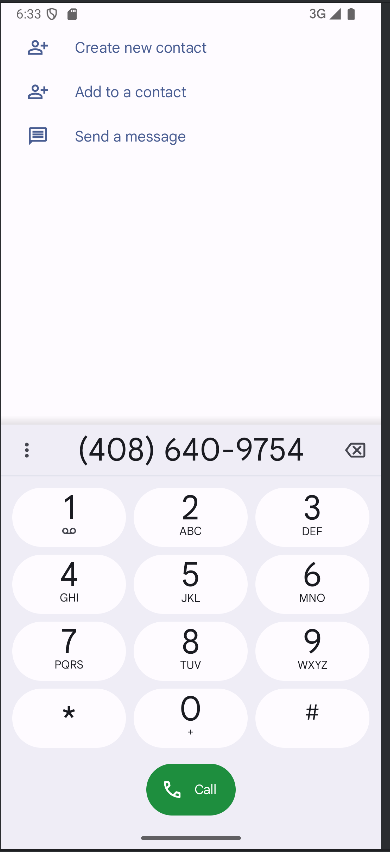 6:33 3G
Create new contact
Add to a contact
Send a message
(408) 640-9754
1 2 ABC 3 DEF
4 GHI 5 JKL 6 MNO
7 PQRS 8 TUV 9 WXYZ
* 0 + #
Call